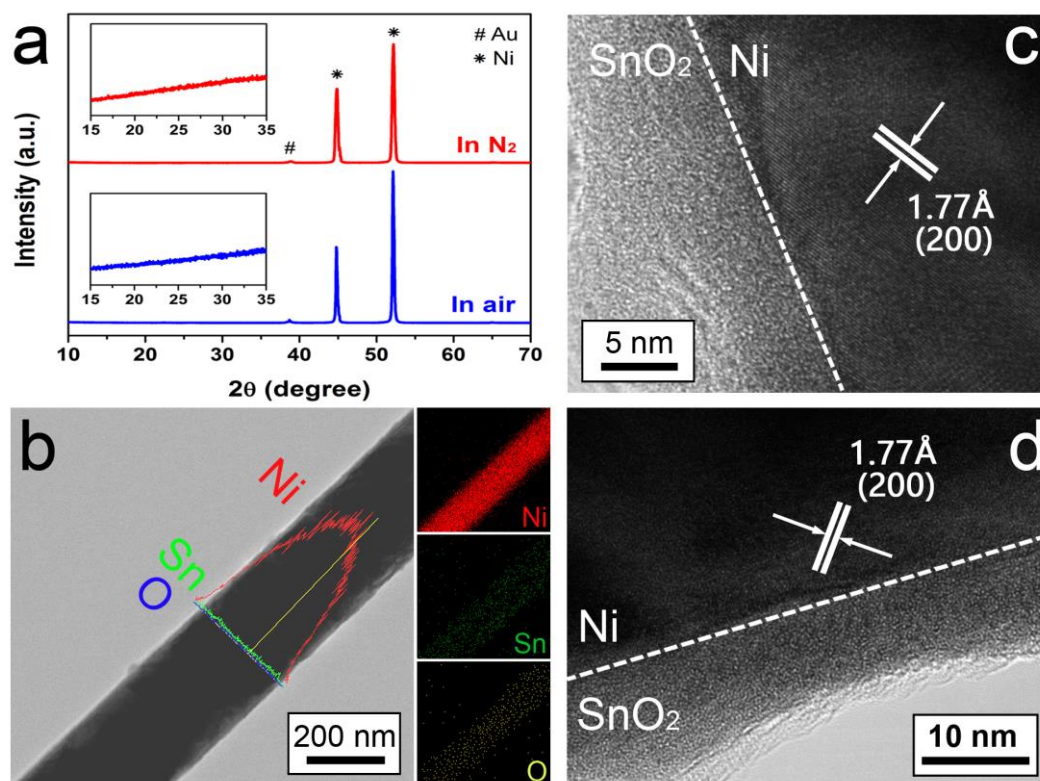 a
# Au
* Ni
15 20 25 30 35
In N₂
#
*
*
15 20 25 30 35
In air
Intensity (a.u.)
10 20 30 40 50 60 70
2θ (degree)
b
Ni
Sn
O
200 nm
Ni
Sn
O
c
SnO₂ Ni
1.77Å
(200)
5 nm
d
1.77Å
(200)
Ni
SnO₂
10 nm